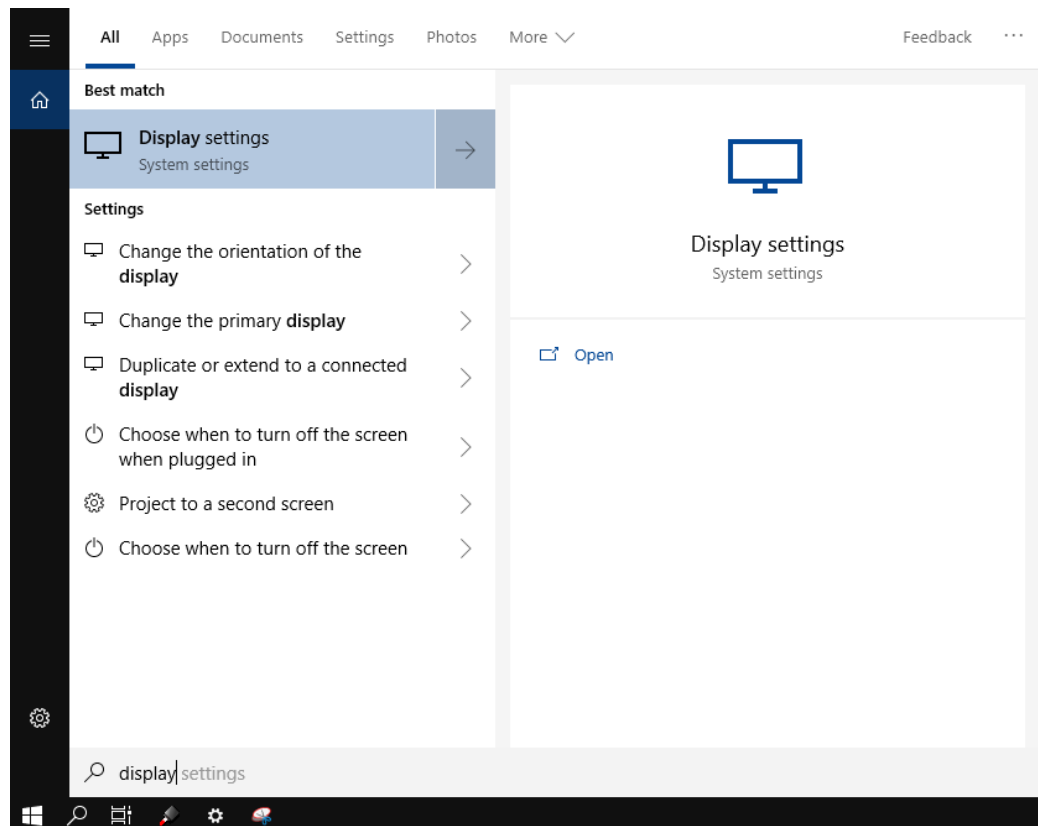 All Apps Documents Settings Photos More Feedback ···
Best match
Display settings
System settings
Settings
Change the orientation of the
display
Change the primary display
Duplicate or extend to a connected
display
Choose when to turn off the screen
when plugged in
Project to a second screen
Choose when to turn off the screen
Display settings
System settings
Open
display settings